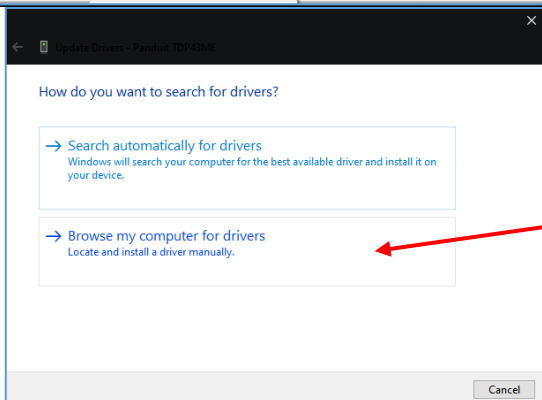 Update Drivers - Panduit TDP43ME
How do you want to search for drivers?
Search automatically for drivers
Windows will search your computer for the best available driver and install it on
your device.
Browse my computer for drivers
Locate and install a driver manually.
Cancel